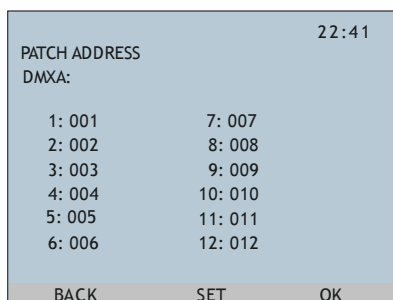 22:41
PATCH ADDRESS
DMXA:
1: 001 7: 007
2: 002 8: 008
3: 003 9: 009
4: 004 10: 010
5: 005 11: 011
6: 006 12: 012
BACK SET OK